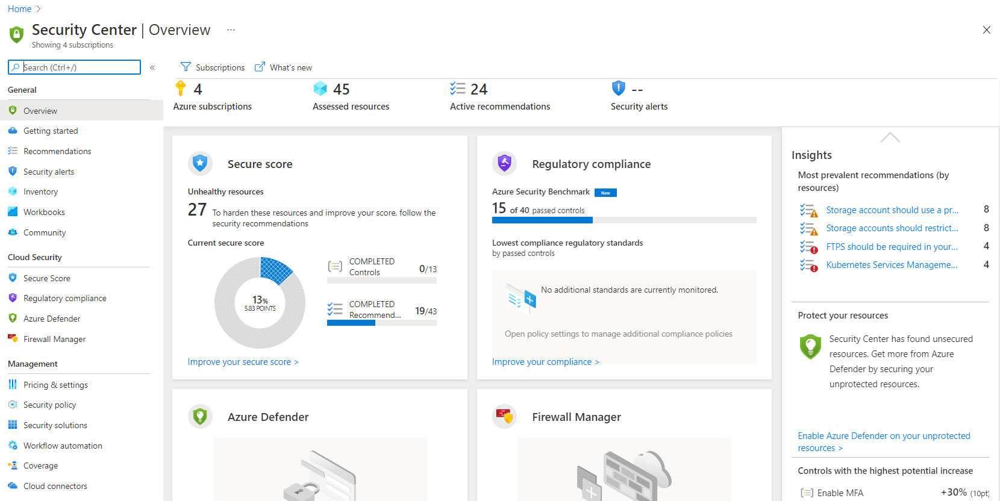 Home
Security Center | Overview ...
Showing 4 subscriptions
Search (Ctrl+/)
«
General
Overview
Getting started
Recommendations
Security alerts
Inventory
Workbooks
Community
Cloud Security
Secure Score
Regulatory compliance
Azure Defender
Firewall Manager
Management
Pricing & settings
Security policy
Security solutions
Workflow automation
Coverage
Cloud connectors
Subscriptions
What's new
4
Azure subscriptions
45
Assessed resources
24
Active recommendations
--
Security alerts
Secure score
Unhealthy resources
27 To harden these resources and improve your score, follow the
security recommendations
Current secure score
13%
5.83 POINTS
COMPLETED
Controls 0/13
COMPLETED
Recommend... 19/43
Improve your secure score >
Regulatory compliance
Azure Security Benchmark New
15 of 40 passed controls
Lowest compliance regulatory standards
by passed controls
No additional standards are currently monitored.
Open policy settings to manage additional compliance policies
Improve your compliance >
Azure Defender
Firewall Manager
Insights
Most prevalent recommendations (by
resources)
Storage account should use a pr... 8
Storage accounts should restrict... 8
FTPS should be required in your... 4
Kubernetes Services Manageme... 4
Protect your resources
Security Center has found unsecured
resources. Get more from Azure
Defender by securing your
unprotected resources.
Enable Azure Defender on your unprotected
resources >
Controls with the highest potential increase
Enable MFA +30% (10pt)